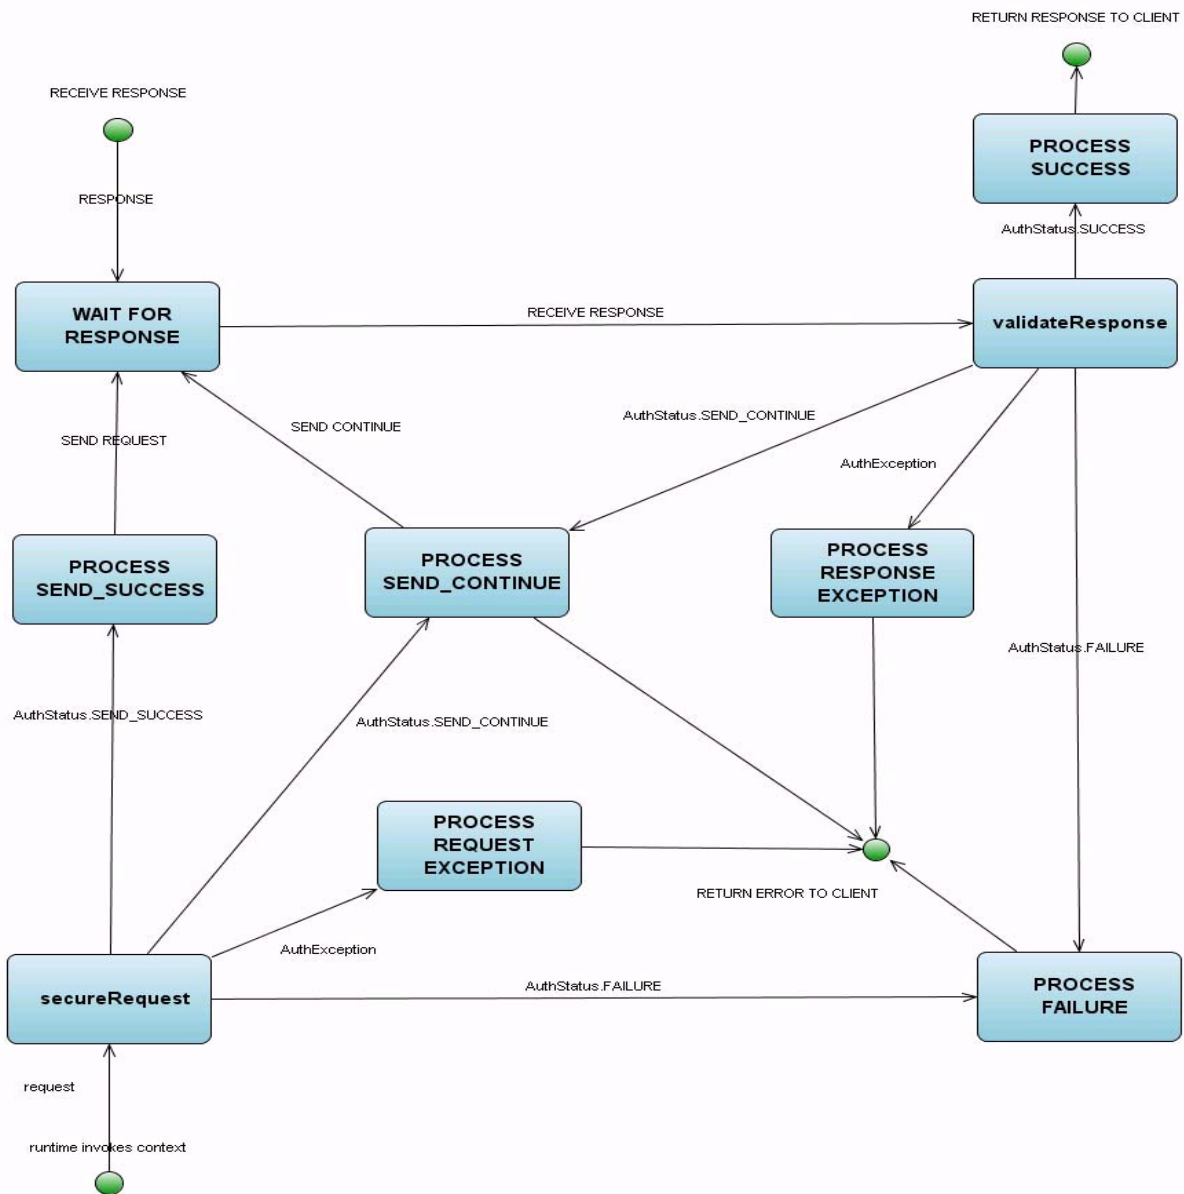 RETURN RESPONSE TO CLIENT
RECEIVE RESPONSE
PROCESS
SUCCESS
RESPONSE
AuthStatus.SUCCESS
WAIT FOR
RESPONSE
RECEIVE RESPONSE
validateResponse
SEND REQUEST
SEND CONTINUE
AuthStatus.SEND_CONTINUE
AuthException
PROCESS
SEND_SUCCESS
PROCESS
SEND_CONTINUE
PROCESS
RESPONSE
EXCEPTION
AuthStatus.FAILURE
AuthStatus.SEND_SUCCESS
AuthStatus.SEND_CONTINUE
PROCESS
REQUEST
EXCEPTION
RETURN ERROR TO CLIENT
AuthException
secureRequest
AuthStatus.FAILURE
PROCESS
FAILURE
request
runtime invokes context